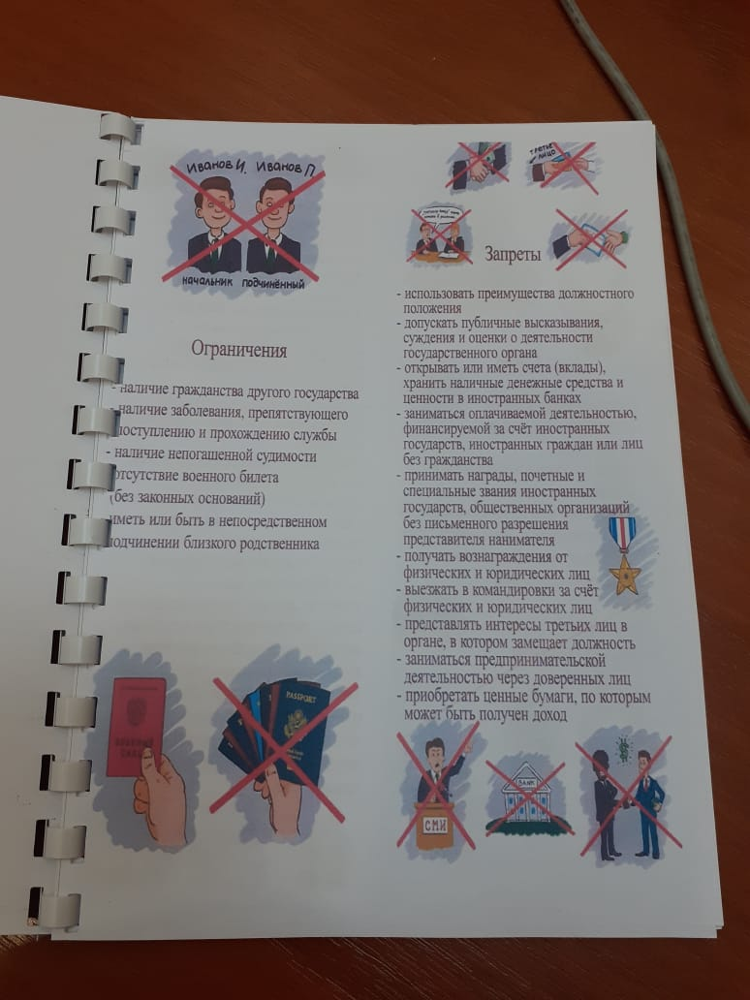 Иванов И. Иванов П.
начальник подчинённый
Ограничения
- наличие гражданства другого государства
- наличие заболевания, препятствующего
поступлению и прохождению службы
- наличие непогашенной судимости
отсутствие военного билета
(без законных оснований)
иметь или быть в непосредственном
подчинении близкого родственника
PASSPORT
третье
лицо
Запреты
- использовать преимущества должностного
положения
- допускать публичные высказывания,
суждения и оценки о деятельности
государственного органа
- открывать или иметь счета (вклады),
хранить наличные денежные средства и
ценности в иностранных банках
- заниматься оплачиваемой деятельностью,
финансируемой за счёт иностранных
государств, иностранных граждан или лиц
без гражданства
- принимать награды, почетные и
специальные звания иностранных
государств, общественных организаций
без письменного разрешения
представителя нанимателя
- получать вознаграждения от
физических и юридических лиц
- выезжать в командировки за счёт
физических и юридических лиц
- представлять интересы третьих лиц в
органе, в котором замещает должность
- заниматься предпринимательской
деятельностью через доверенных лиц
- приобретать ценные бумаги, по которым
может быть получен доход
СМИ
BANK